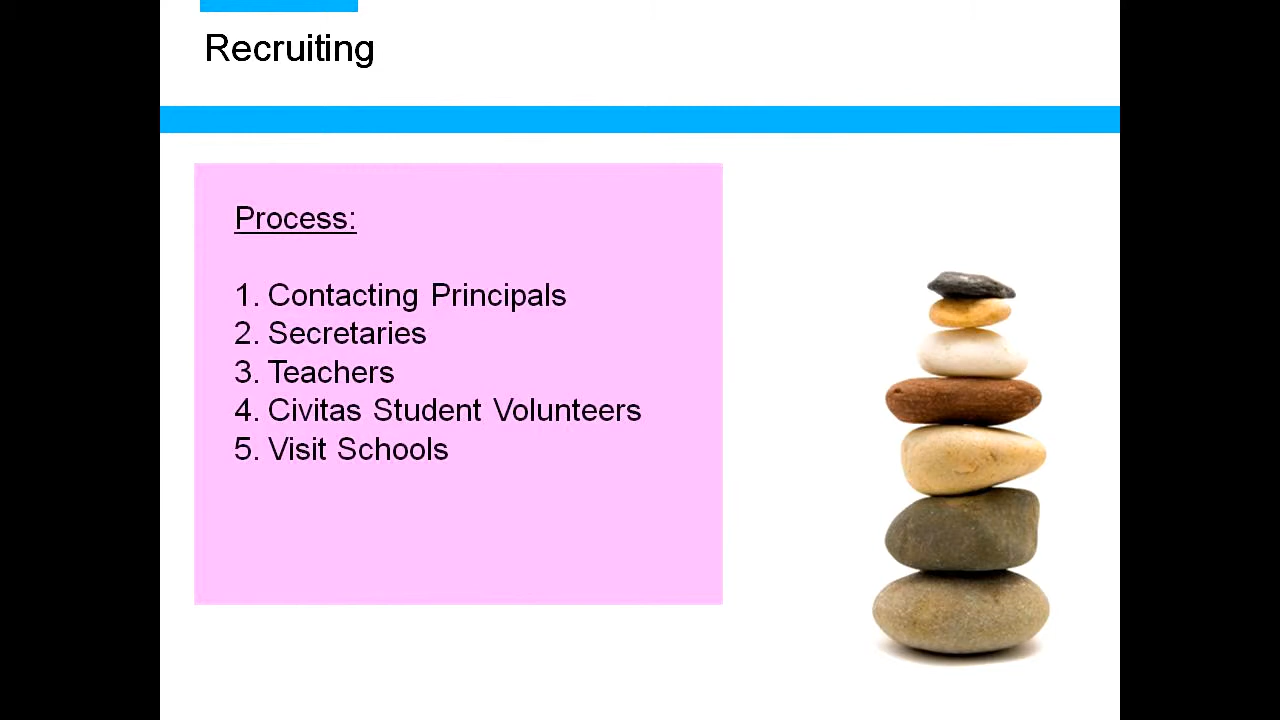 Recruiting
Process:
1. Contacting Principals
2. Secretaries
3. Teachers
4. Civitas Student Volunteers
5. Visit Schools